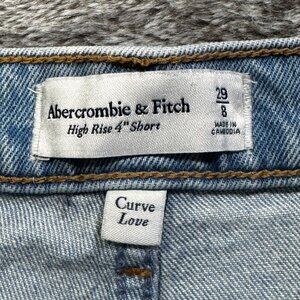 Abercrombie & Fitch
High Rise 4" Short
29
8
MADE IN
CAMBODIA
Curve
Love